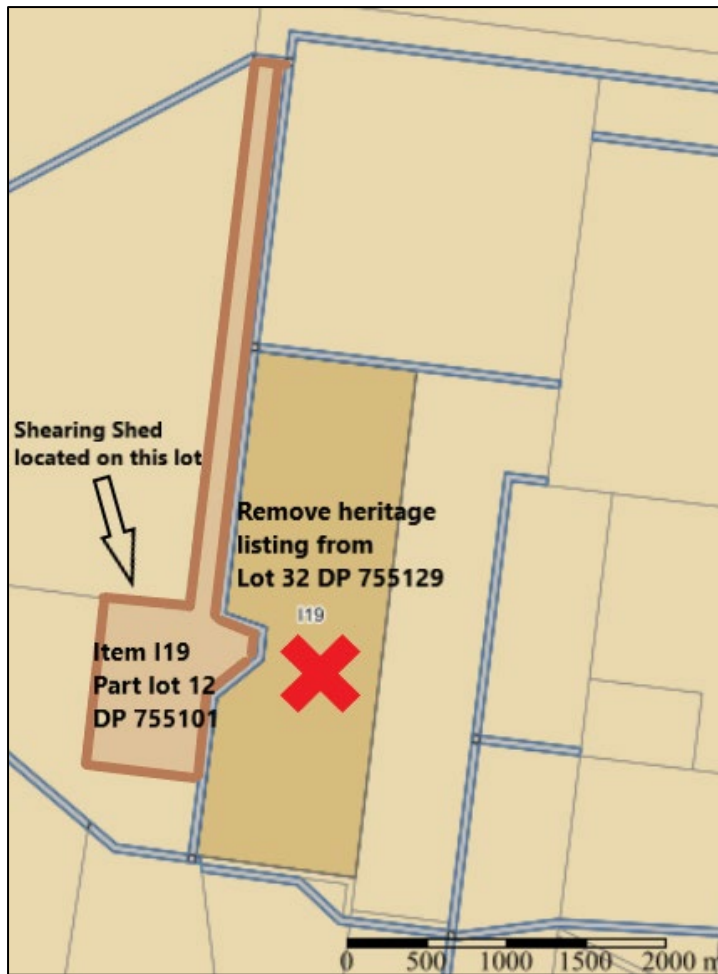 Shearing Shed
located on this lot
Remove heritage
listing from
Lot 32 DP 755129
I19
Item I19
Part lot 12
DP 755101
0 500 1000 1500 2000 m